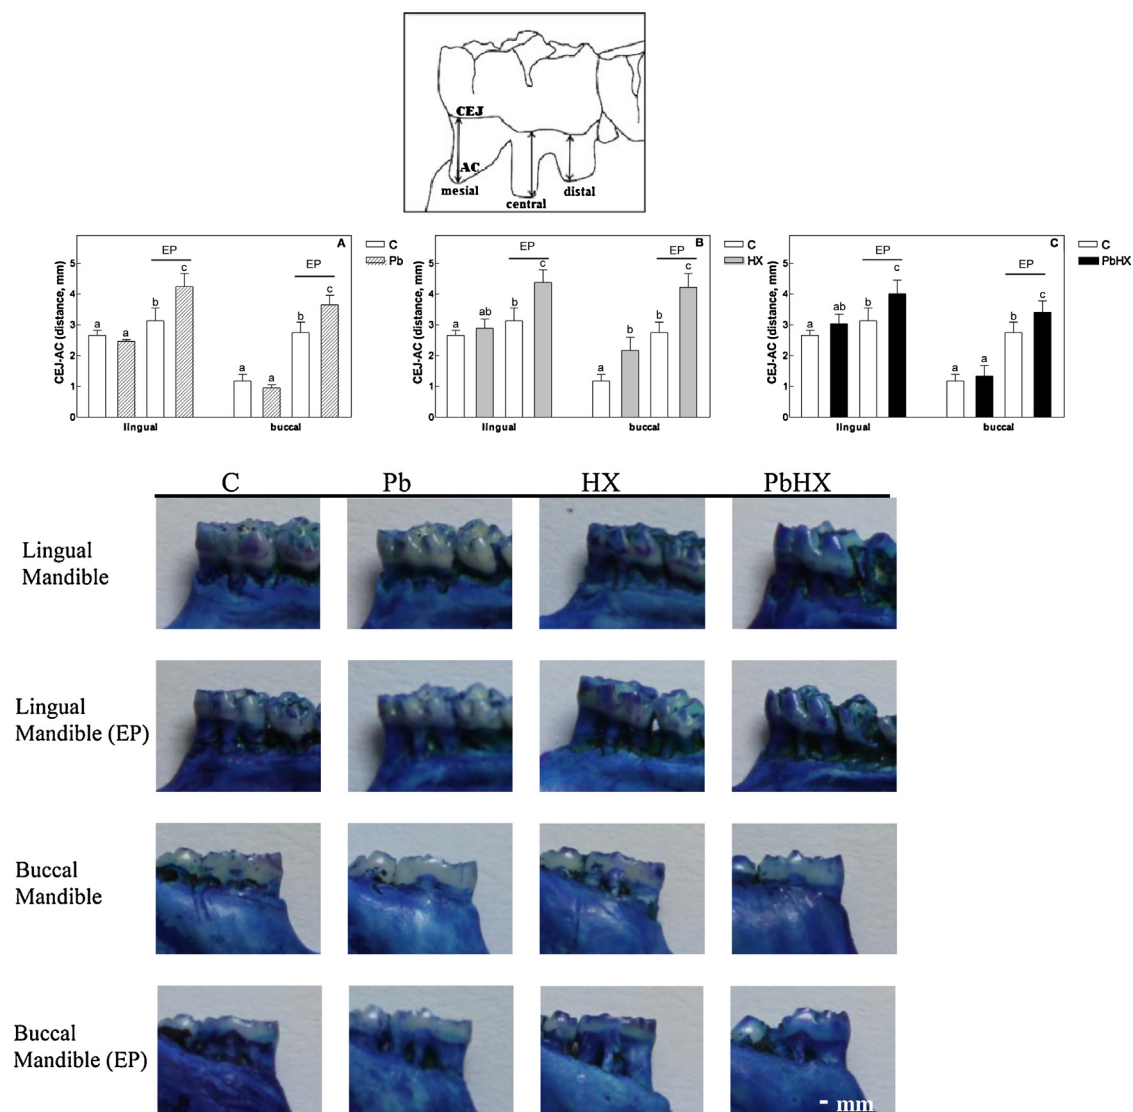 CEJ
AC
mesial
central
distal
A
EP
EP
C
Pb
CEJ-AC (distance, mm)
5
4
3
2
1
0
a
a
b
c
a
a
b
c
lingual
buccal
B
EP
EP
C
HX
CEJ-AC (distance, mm)
5
4
3
2
1
0
a
ab
b
c
a
b
b
c
lingual
buccal
C
EP
EP
C
PbHX
CEJ-AC (distance, mm)
5
4
3
2
1
0
a
ab
b
c
a
a
b
c
lingual
buccal
C Pb HX PbHX
Lingual
Mandible
Lingual
Mandible (EP)
Buccal
Mandible
Buccal
Mandible (EP)
- mm